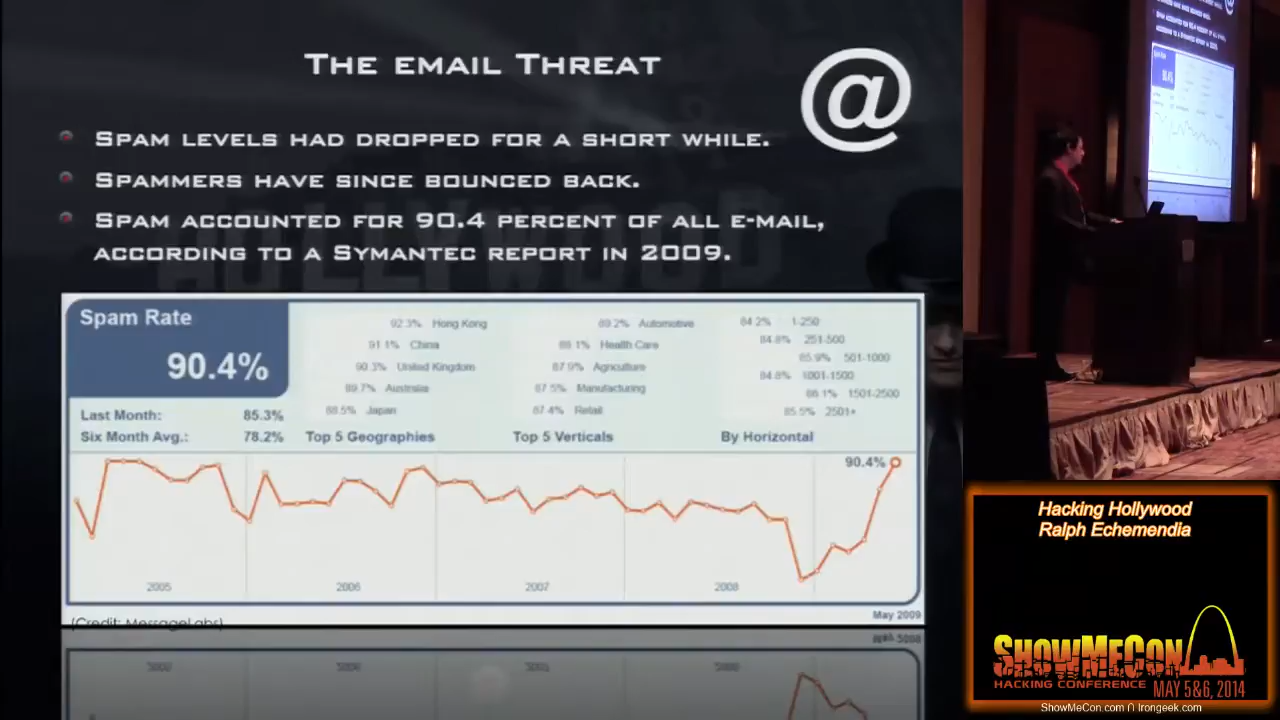 The email Threat
@
Spam levels had dropped for a short while.
Spammers have since bounced back.
Spam accounted for 90.4 percent of all e-mail,
according to a Symantec report in 2009.
Spam Rate
90.4%
Last Month: 85.3%
Six Month Avg.: 78.2%
92.3% Hong Kong
91.1% China
90.3% United Kingdom
89.7% Australia
88.5% Japan
Top 5 Geographies
89.2% Automotive
88.1% Health Care
87.9% Agriculture
87.5% Manufacturing
87.4% Retail
Top 5 Verticals
84.2% 1-250
84.8% 251-500
85.9% 501-1000
84.8% 1001-1500
86.1% 1501-2500
85.5% 2501+
By Horizontal
90.4%
2005 2006 2007 2008
May 2009
(Credit: MessageLabs)
Hacking Hollywood
Ralph Echemendia
ShowMeCon
HACKING CONFERENCE MAY 5&6, 2014
ShowMeCon.com ∩ Irongeek.com